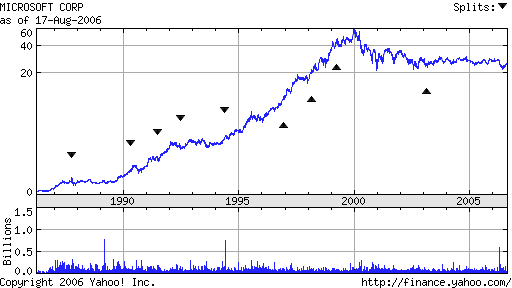 MICROSOFT CORP Splits:
as of 17-Aug-2006
60
40
20
0
1990 1995 2000 2005
1.5
1.0
0.5
0.0
Billions
Copyright 2006 Yahoo! Inc. http://finance.yahoo.com/